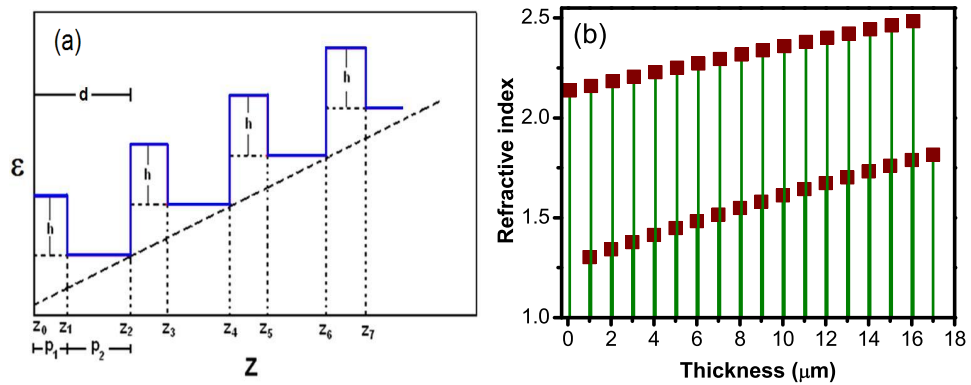 (a)
d
h
h
h
h
ε
z0 z1 z2 z3 z4 z5 z6 z7
p1 p2
Z
(b)
Refractive index
2.5
2.0
1.5
1.0
0 2 4 6 8 10 12 14 16 18
Thickness (μm)